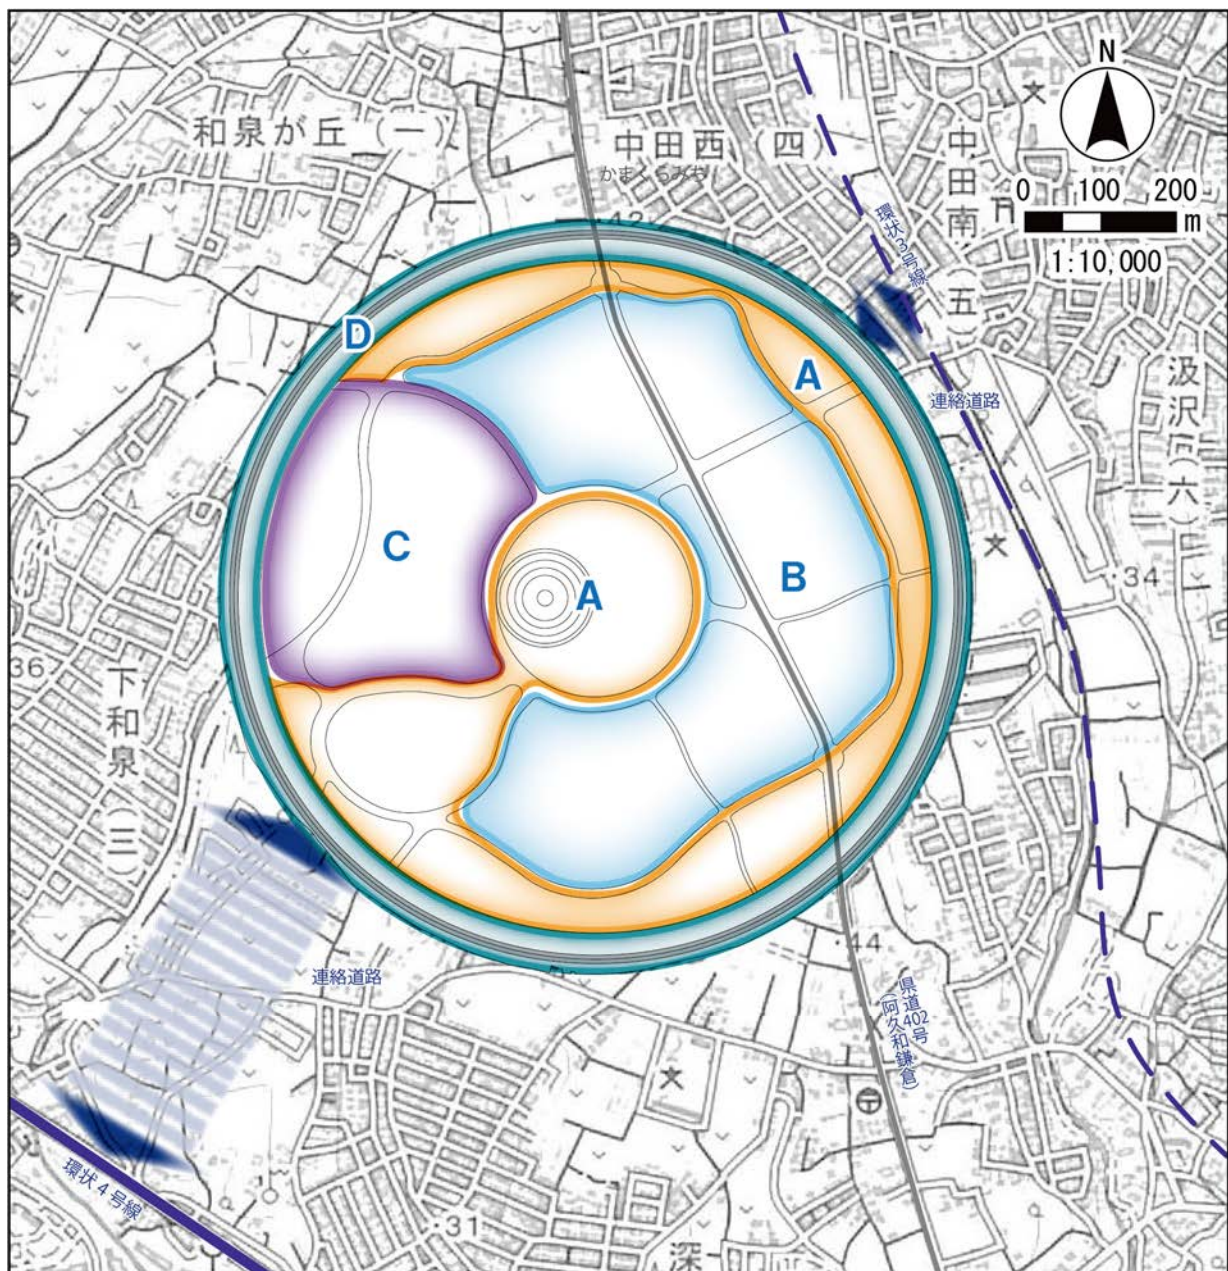 和泉が丘（一）
中田西（四）
かまくらみち
中田南（五）
N
0 100 200
m
1:10,000
環状3号線
42
D
A
連絡道路
汲沢（六）
C
A
B
34
36
下和泉（三）
連絡道路
44
県道402号
（阿久和鎌倉）
環状4号線
31
深